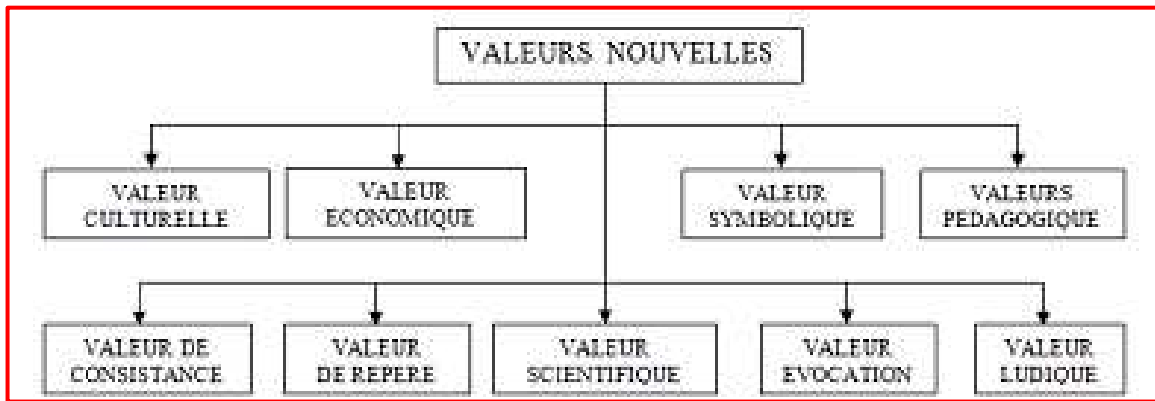 VALEURS NOUVELLES
VALEUR
CULTURELLE
VALEUR
ECONOMIQUE
VALEUR
SYMBOLIQUE
VALEURS
PEDAGOGIQUE
VALEUR DE
CONSISTANCE
VALEUR
DE REPERE
VALEUR
SCIENTIFIQUE
VALEUR
EVOCATION
VALEUR
LUDIQUE